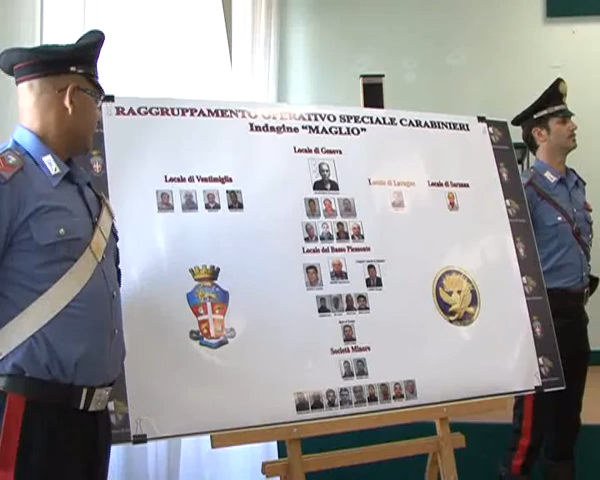 RAGGRUPPAMENTO OPERATIVO SPECIALE CARABINIERI
Indagine "MAGLIO"
Locale di Genova
Locale di Ventimiglia
Locale di Lavagna
Locale di Sarzana
Locale del Basso Piemonte
Società Minore